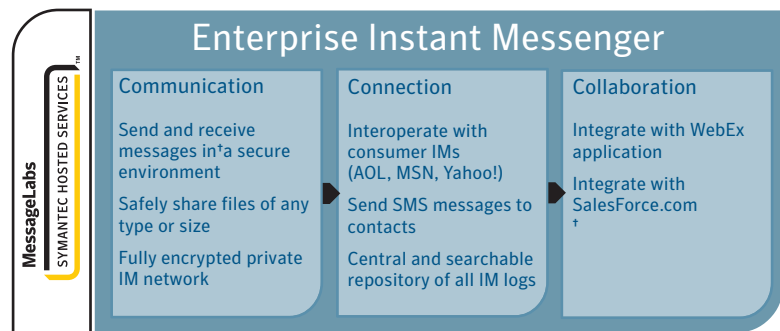 MessageLabs
SYMANTEC HOSTED SERVICES™
Enterprise Instant Messenger
Communication
Send and receive
messages in†a secure
environment
Safely share files of any
type or size
Fully encrypted private
IM network
Connection
Interoperate with
consumer IMs
(AOL, MSN, Yahoo!)
Send SMS messages to
contacts
Central and searchable
repository of all IM logs
Collaboration
Integrate with WebEx
application
Integrate with
SalesForce.com
†